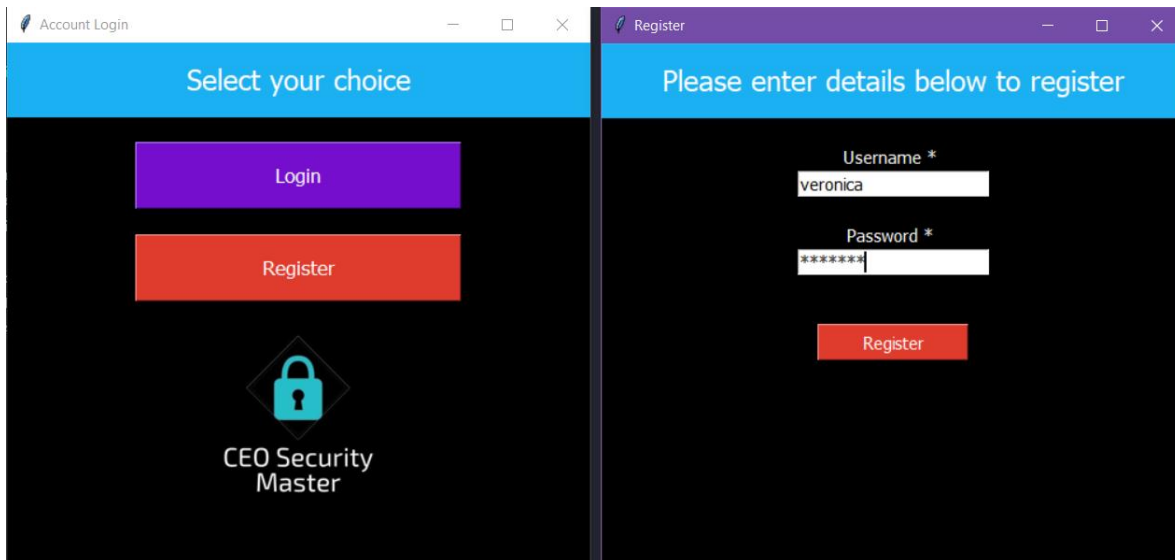 Account Login
Select your choice
Login
Register
CEO Security
Master
Register
Please enter details below to register
Username *
veronica
Password *
*******
Register